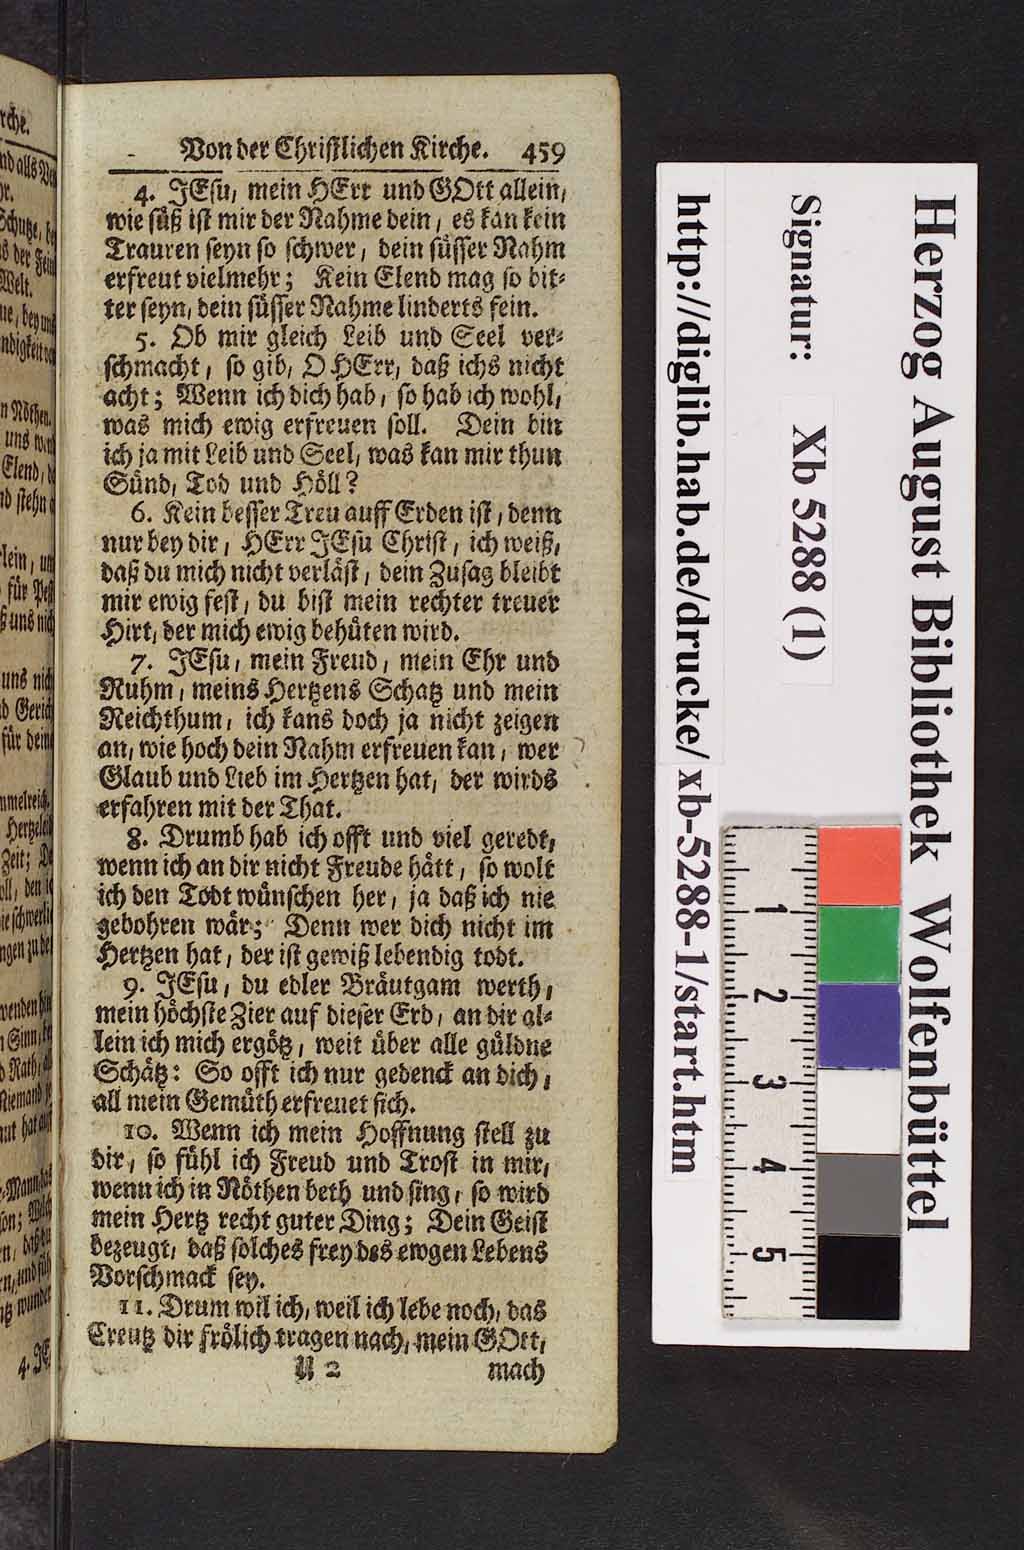 Von der Christlichen Kirche. 459
4. JEsu, mein HErr und GOtt allein,
wie süß ist mir der Nahme dein, es kan kein
Trauren seyn so schwer, dein süsser Nahm
erfreut vielmehr; Kein Elend mag so bit-
ter seyn, dein süsser Nahme linderts fein.
5. Ob mir gleich Leib und Seel ver-
schmacht, so gib, O HErr, daß ichs nicht
acht; Wenn ich dich hab, so hab ich wohl,
was mich ewig erfreuen soll. Dein bin
ich ja mit Leib und Seel, was kan mir thun
Sünd, Tod und Höll?
6. Kein besser Treu auff Erden ist, denn
nur bey dir, HErr JEsu Christ, ich weiß,
daß du mich nicht verläst, dein Zusag bleibt
mir ewig fest, du bist mein rechter treuer
Hirt, der mich ewig behüten wird.
7. JEsu, mein Freud, mein Ehr und
Ruhm, meins Hertzens Schatz und mein
Reichthum, ich kans doch ja nicht zeigen
an, wie hoch dein Nahm erfreuen kan, wer
Glaub und Lieb im Hertzen hat, der wirds
erfahren mit der That.
8. Drumb hab ich offt und viel geredt,
wenn ich an dir nicht Freude hätt, so wolt
ich den Todt wünschen her, ja daß ich nie
gebohren wär; Denn wer dich nicht im
Hertzen hat, der ist gewiß lebendig todt.
9. JEsu, du edler Bräutgam werth,
mein höchste Zier auf dieser Erd, an dir al-
lein ich mich ergötz, weit über alle güldne
Schätz: So offt ich nur gedenck an dich,
all mein Gemüth erfreuet sich.
10. Wenn ich mein Hoffnung stell zu
dir, so fühl ich Freud und Trost in mir,
wenn ich in Nöthen beth und sing, so wird
mein Hertz recht guter Ding; Dein Geist
bezeugt, daß solches frey des ewgen Lebens
Vorschmack sey.
11. Drum wil ich, weil ich lebe noch, das
Creutz dir frölich tragen nach, mein GOtt,
U 2 mach
Herzog August Bibliothek Wolfenbüttel
Signatur: Xb 5288 (1)
http://diglib.hab.de/drucke/xb-5288-1/start.htm
1 2 3 4 5